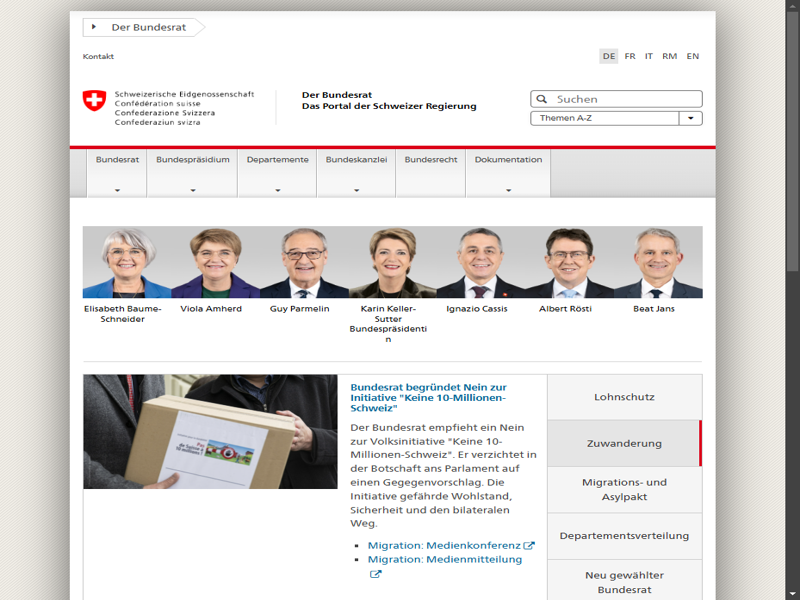 Der Bundesrat
Kontakt
DE FR IT RM EN
Schweizerische Eidgenossenschaft
Confédération suisse
Confederazione Svizzera
Confederaziun svizra
Der Bundesrat
Das Portal der Schweizer Regierung
Suchen
Themen A-Z
Bundesrat Bundespräsidium Departemente Bundeskanzlei Bundesrecht Dokumentation
Elisabeth Baume-
Schneider
Viola Amherd
Guy Parmelin
Karin Keller-
Sutter
Bundespräsidenti
n
Ignazio Cassis
Albert Rösti
Beat Jans
Bundesrat begründet Nein zur
Initiative "Keine 10-Millionen-
Schweiz"
Der Bundesrat empfieht ein Nein
zur Volksinitiative "Keine 10-
Millionen-Schweiz". Er verzichtet in
der Botschaft ans Parlament auf
einen Gegegenvorschlag. Die
Initiative gefährde Wohlstand,
Sicherheit und den bilateralen
Weg.
Migration: Medienkonferenz
Migration: Medienmitteilung
Lohnschutz
Zuwanderung
Migrations- und
Asylpakt
Departementsverteilung
Neu gewählter
Bundesrat